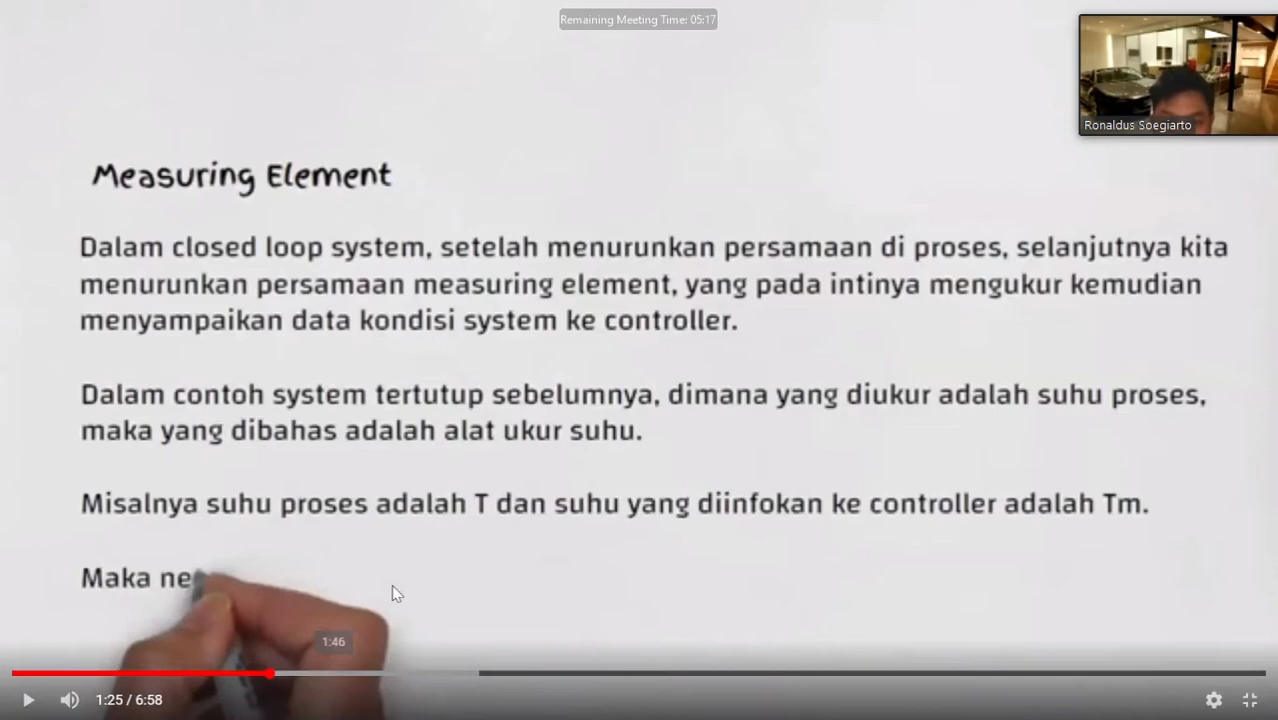 Remaining Meeting Time: 05:17
Ronaldus Soegiarto
Measuring Element
Dalam closed loop system, setelah menurunkan persamaan di proses, selanjutnya kita
menurunkan persamaan measuring element, yang pada intinya mengukur kemudian
menyampaikan data kondisi system ke controller.
Dalam contoh system tertutup sebelumnya, dimana yang diukur adalah suhu proses,
maka yang dibahas adalah alat ukur suhu.
Misalnya suhu proses adalah T dan suhu yang diinfokan ke controller adalah Tm.
Maka ne
1:46
1:25 / 6:58